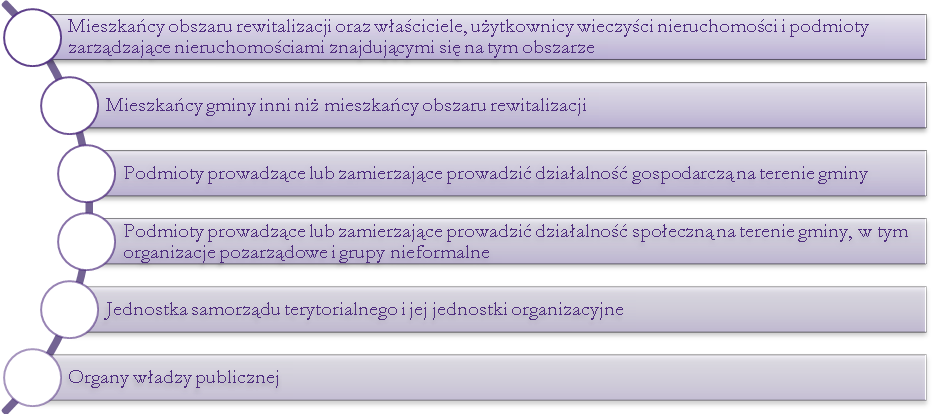 Mieszkańcy obszaru rewitalizacji oraz właściciele, użytkownicy wieczyści nieruchomości i podmioty
zarządzające nieruchomościami znajdującymi się na tym obszarze
Mieszkańcy gminy inni niż mieszkańcy obszaru rewitalizacji
Podmioty prowadzące lub zamierzające prowadzić działalność gospodarczą na terenie gminy
Podmioty prowadzące lub zamierzające prowadzić działalność społeczną na terenie gminy, w tym
organizacje pozarządowe i grupy nieformalne
Jednostka samorządu terytorialnego i jej jednostki organizacyjne
Organy władzy publicznej